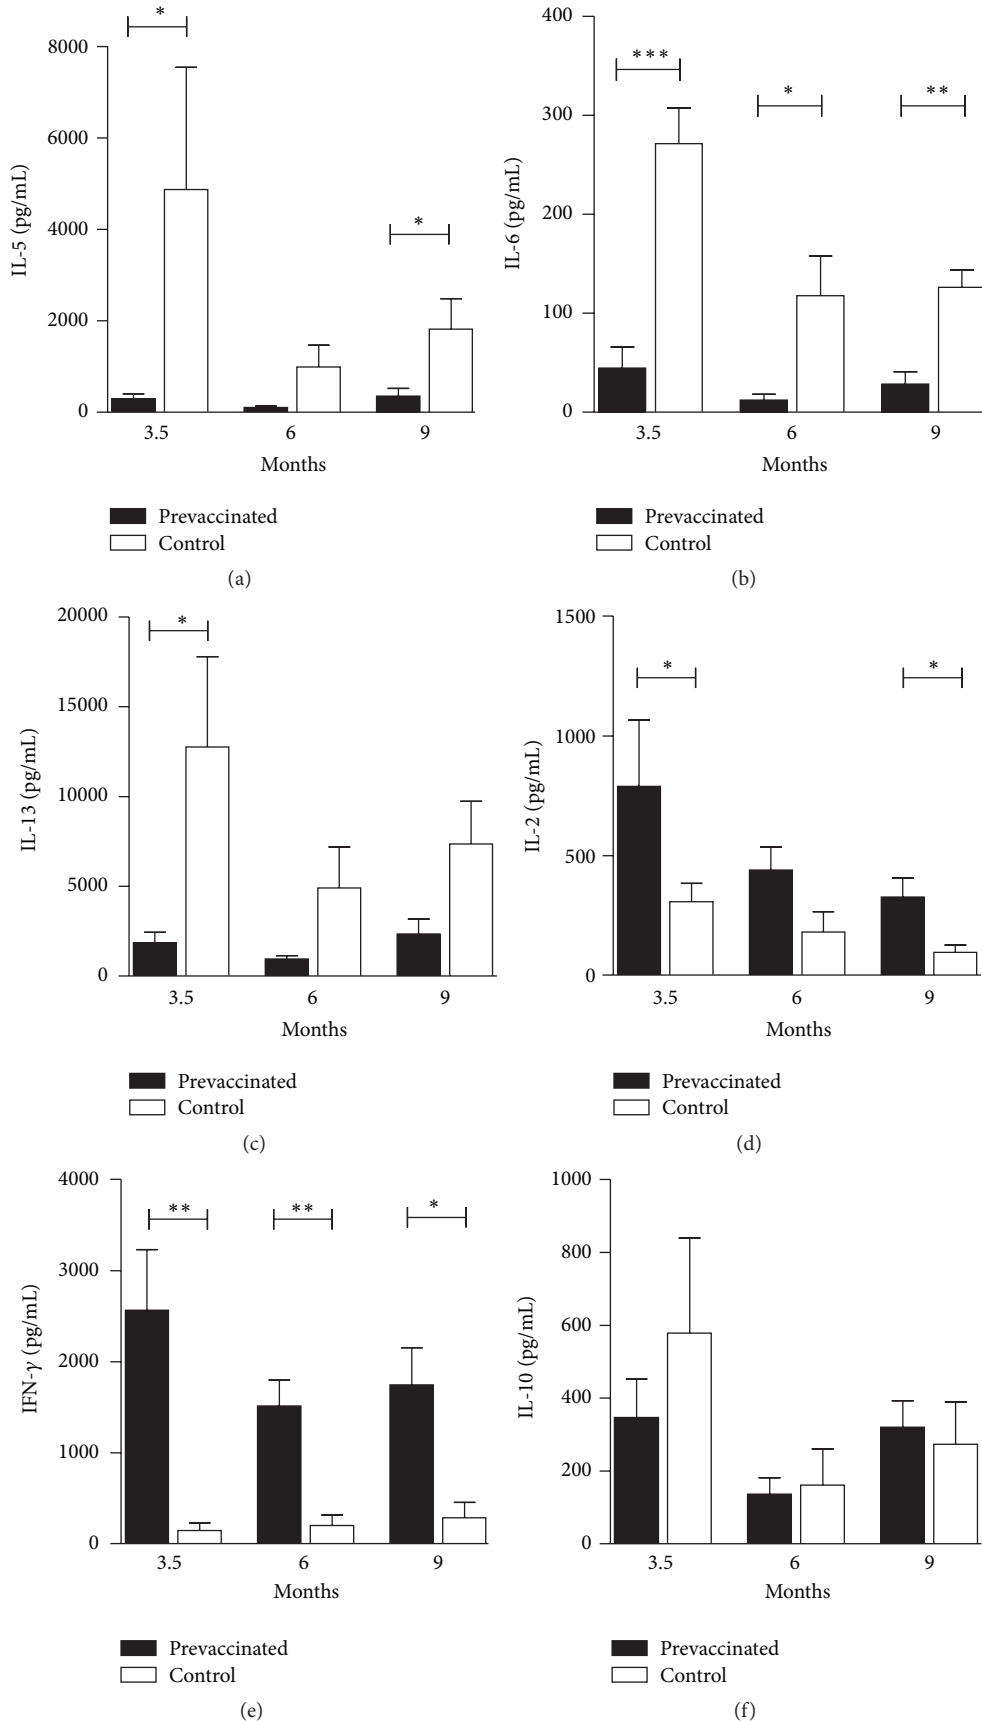 *
8000
6000
4000
2000
0
*
IL-5 (pg/mL)
3.5 6 9
Months
Prevaccinated
Control
(a)
400
300
200
100
0
***
*
**
IL-6 (pg/mL)
3.5 6 9
Months
Prevaccinated
Control
(b)
20000
15000
10000
5000
0
*
IL-13 (pg/mL)
3.5 6 9
Months
Prevaccinated
Control
(c)
1500
1000
500
0
*
*
IL-2 (pg/mL)
3.5 6 9
Months
Prevaccinated
Control
(d)
4000
3000
2000
1000
0
**
**
*
IFN-γ (pg/mL)
3.5 6 9
Months
Prevaccinated
Control
(e)
1000
800
600
400
200
0
IL-10 (pg/mL)
3.5 6 9
Months
Prevaccinated
Control
(f)